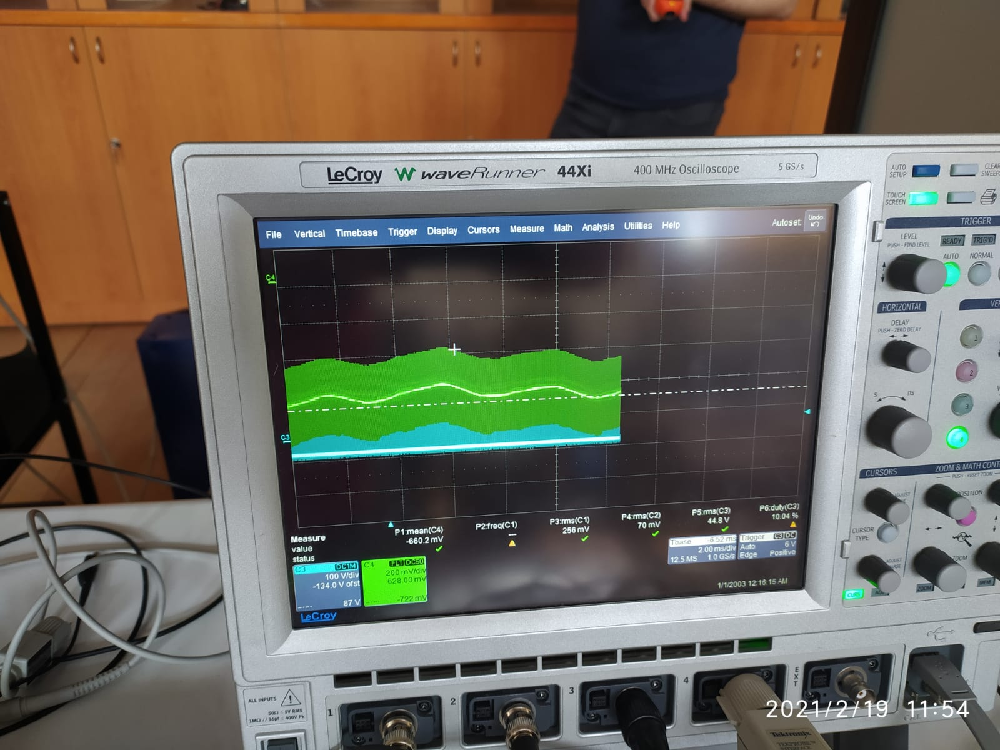 LeCroy waveRunner 44Xi 400 MHz Oscilloscope 5 GS/s
AUTO SETUP
CLEAR
TOUCH SCREEN
TRIGGER
LEVEL
PUSH - FIND LEVEL
READY TRIG'D
AUTO NORMAL
HORIZONTAL
DELAY
PUSH - ZERO DELAY
S ns
1
2
3
CURSORS
ZOOM & MATH CONT
PUSH - RESET ZOOM
CURSOR TYPE
POSITION
ZOOM
ZOOM MEM
File Vertical Timebase Trigger Display Cursors Measure Math Analysis Utilities Help Autoset Undo
C4
C3
Measure P1:mean(C4) P2:freq(C1) P3:rms(C1) P4:rms(C2) P5:rms(C3) P6:duty(C3)
value -660.2 mV --- 256 mV 70 mV 44.8 V 10.04 %
status
C3 DC1M
100 V/div
-134.0 V ofst
87 V
C4 FLT DC50
200 mV/div
628.00 mV
-722 mV
Tbase -6.52 ms
2.00 ms/div
12.5 MS 1.0 GS/s
Trigger C3 DC
Auto 6 V
Edge Positive
LeCroy
1/1/2003 12:16:15 AM
ALL INPUTS
50Ω ≤ 5V RMS
1MΩ // 16pf ≤ 400V Pk
1
2
3
4
EXT
Tektronix
2021/2/19 11:54